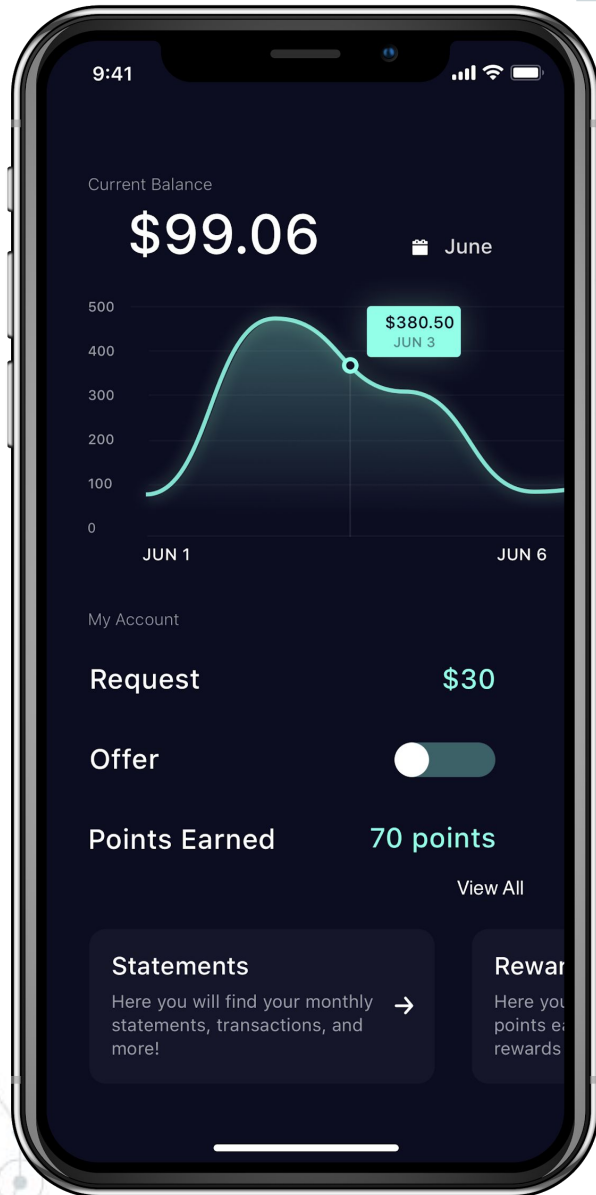 9:41
Current Balance
$99.06
June
500
$380.50
JUN 3
400
300
200
100
0
JUN 1
JUN 6
My Account
Request
$30
Offer
Points Earned
70 points
View All
Statements
Here you will find your monthly
statements, transactions, and
more!
Rewar
Here you
points ea
rewards